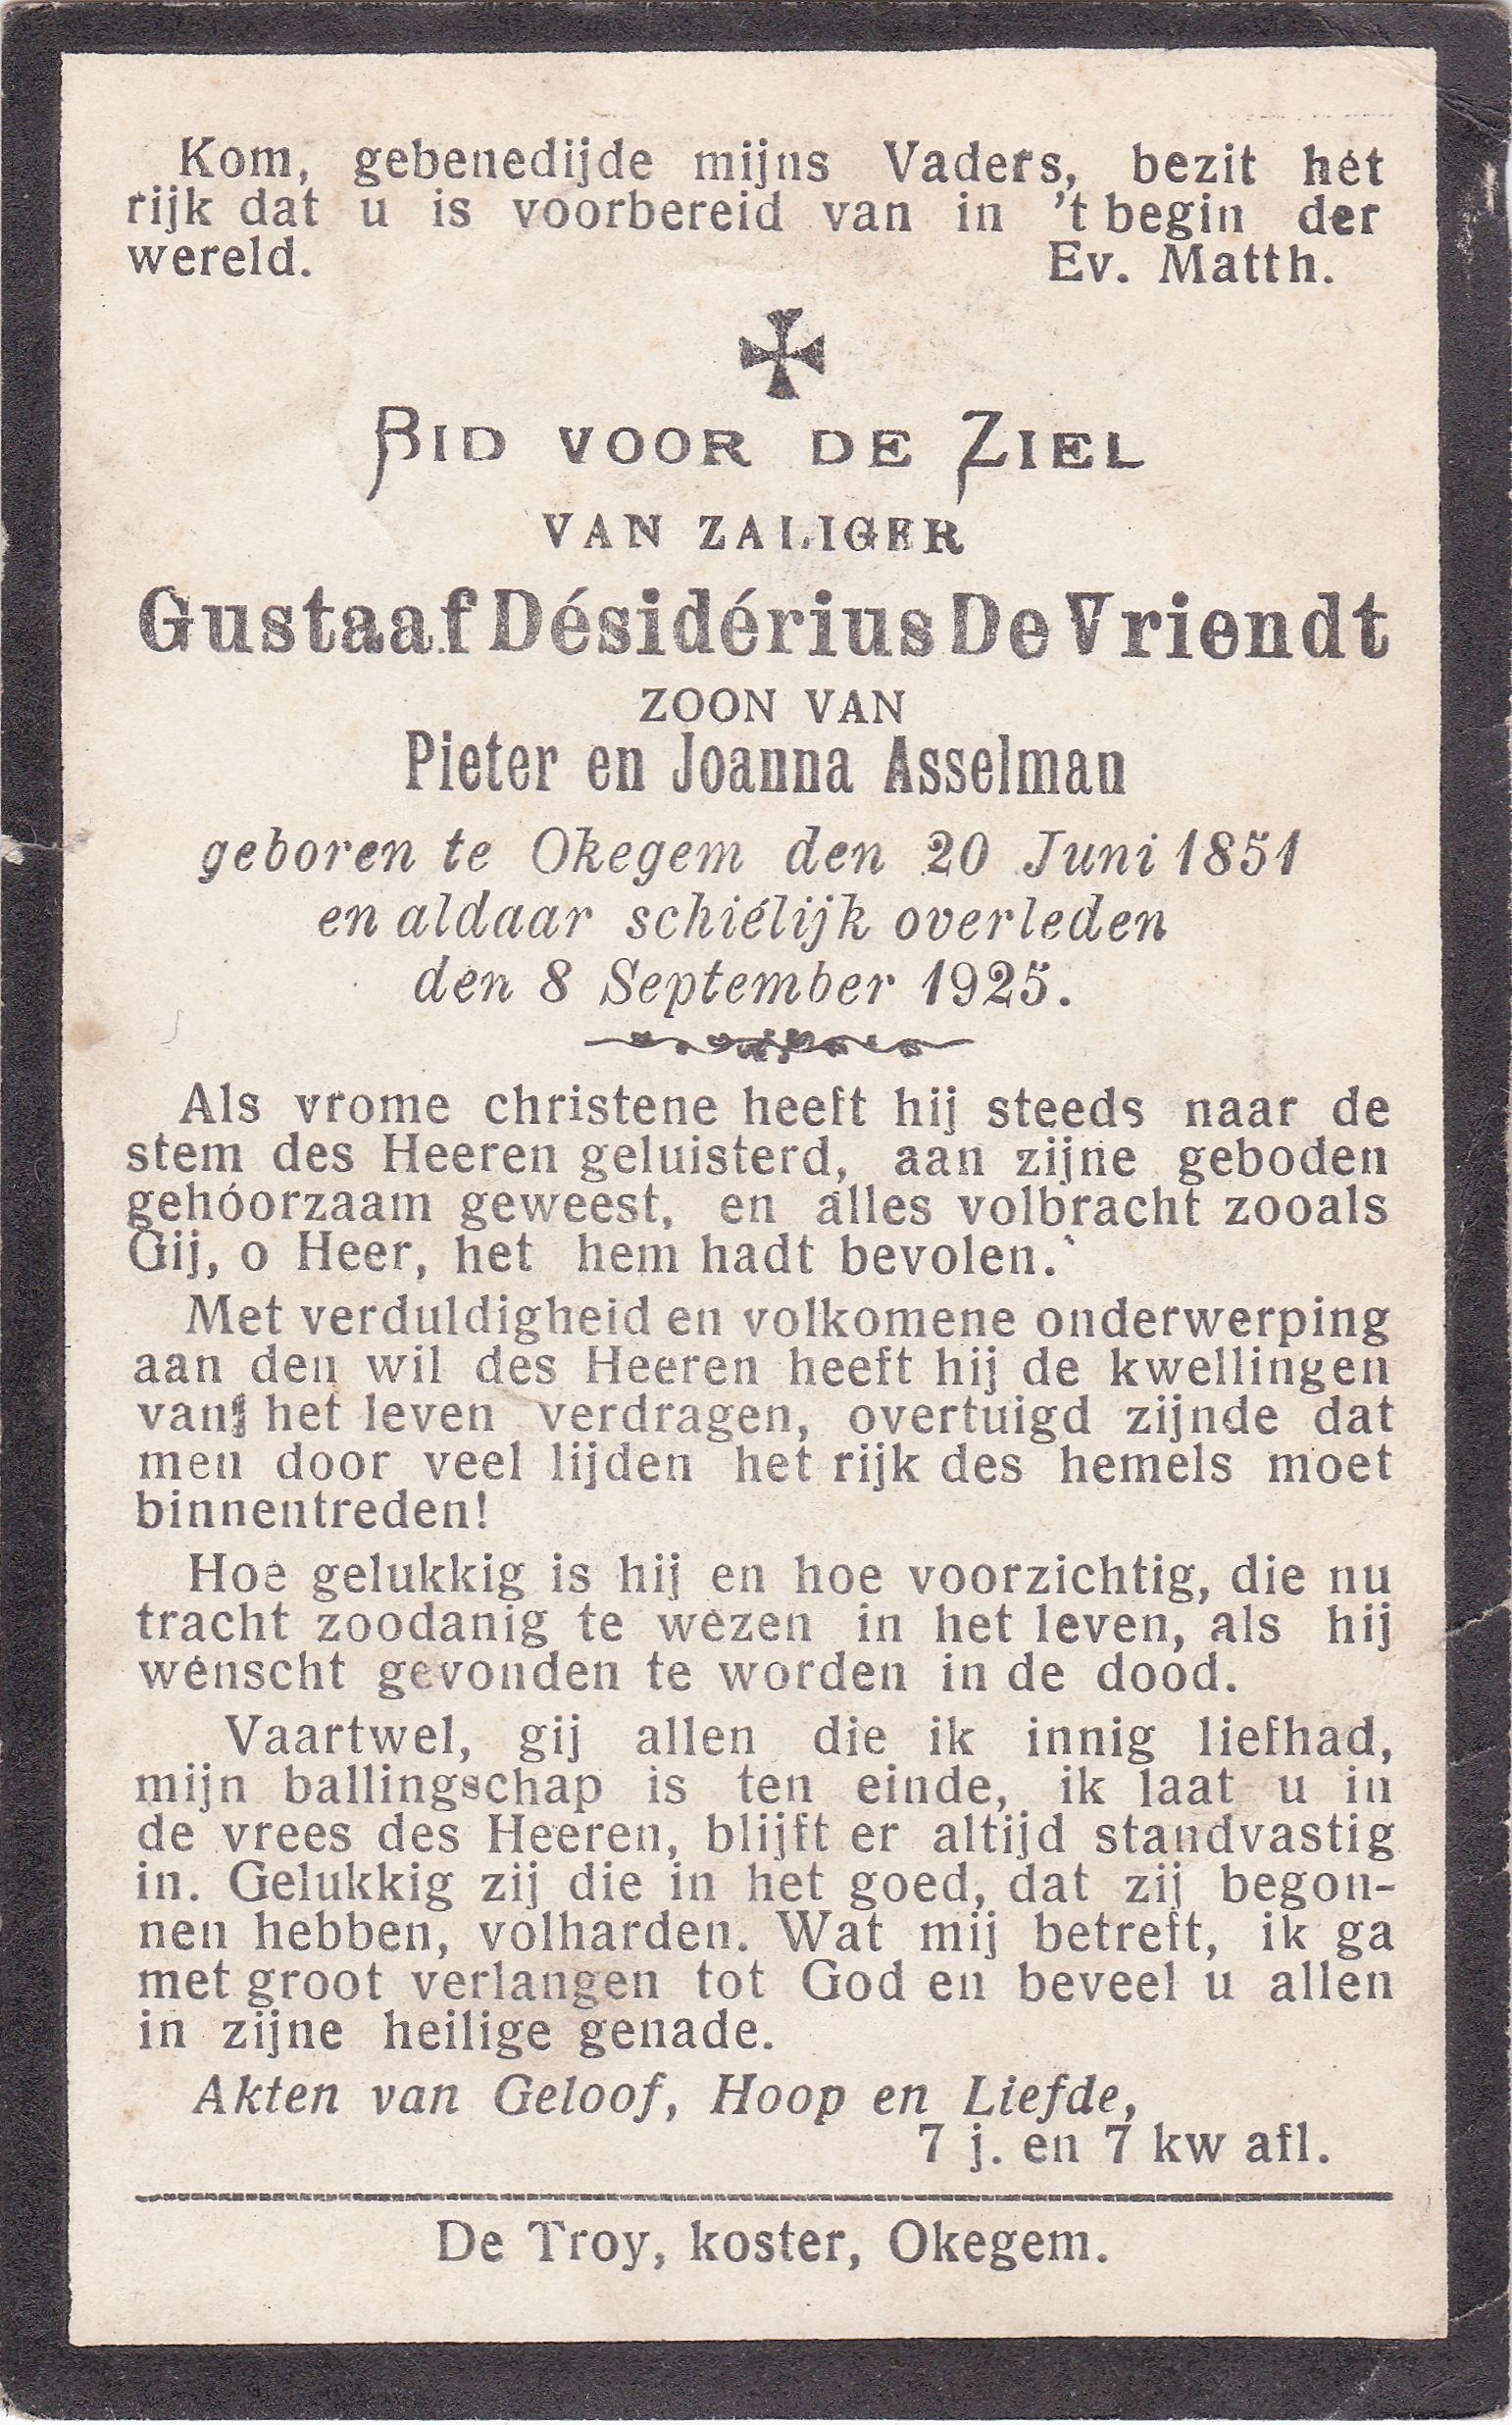 Kom, gebenedijde mijns Vaders, bezit het
rijk dat u is voorbereid van in 't begin der
wereld. Ev. Matth.
BID VOOR DE ZIEL
VAN ZALIGER
Gustaaf Désidérius De Vriendt
ZOON VAN
Pieter en Joanna Asselman
geboren te Okegem den 20 Juni 1851
en aldaar schiélijk overleden
den 8 September 1925.
Als vrome christene heeft hij steeds naar de
stem des Heeren geluisterd, aan zijne geboden
gehóorzaam geweest, en alles volbracht zooals
Gij, o Heer, het hem hadt bevolen.
Met verduldigheid en volkomene onderwerping
aan den wil des Heeren heeft hij de kwellingen
van het leven verdragen, overtuigd zijnde dat
men door veel lijden het rijk des hemels moet
binnentreden!
Hoe gelukkig is hij en hoe voorzichtig, die nu
tracht zoodanig te wezen in het leven, als hij
wenscht gevonden te worden in de dood.
Vaartwel, gij allen die ik innig liefhad,
mijn ballingschap is ten einde, ik laat u in
de vrees des Heeren, blijft er altijd standvastig
in. Gelukkig zij die in het goed, dat zij begon-
nen hebben, volharden. Wat mij betreft, ik ga
met groot verlangen tot God en beveel u allen
in zijne heilige genade.
Akten van Geloof, Hoop en Liefde,
7 j. en 7 kw afl.
De Troy, koster, Okegem.